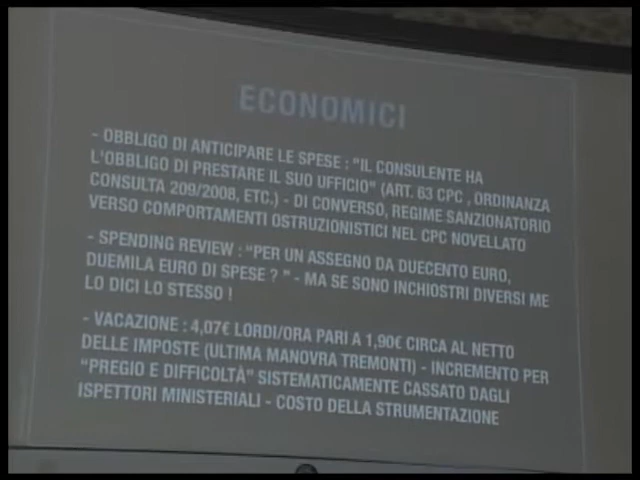 ECONOMICI
- OBBLIGO DI ANTICIPARE LE SPESE : "IL CONSULENTE HA
L'OBBLIGO DI PRESTARE IL SUO UFFICIO" (ART. 63 CPC , ORDINANZA
CONSULTA 209/2008, ETC.) - DI CONVERSO, REGIME SANZIONATORIO
VERSO COMPORTAMENTI OSTRUZIONISTICI NEL CPC NOVELLATO
- SPENDING REVIEW : "PER UN ASSEGNO DA DUECENTO EURO,
DUEMILA EURO DI SPESE ? " - MA SE SONO INCHIOSTRI DIVERSI ME
LO DICI LO STESSO !
- VACAZIONE : 4,07€ LORDI/ORA PARI A 1,90€ CIRCA AL NETTO
DELLE IMPOSTE (ULTIMA MANOVRA TREMONTI) - INCREMENTO PER
"PREGIO E DIFFICOLTÀ" SISTEMATICAMENTE CASSATO DAGLI
ISPETTORI MINISTERIALI - COSTO DELLA STRUMENTAZIONE